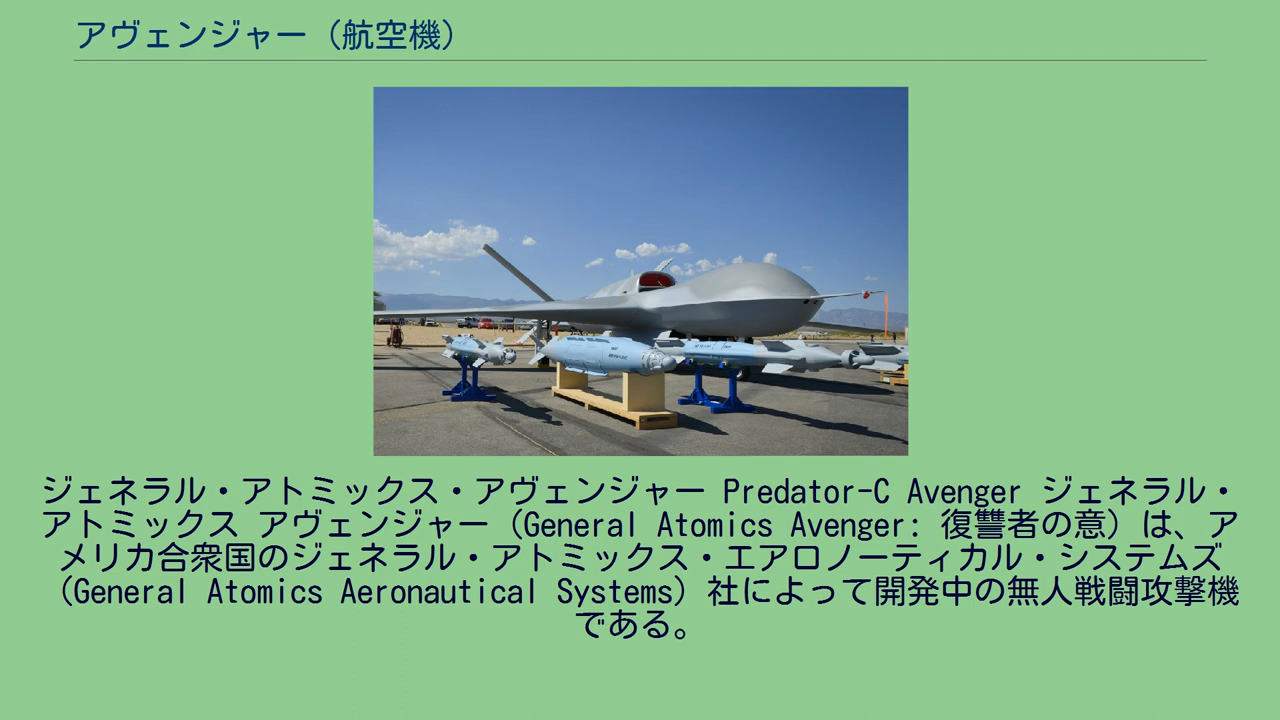 アヴェンジャー（航空機）
ジェネラル・アトミックス・アヴェンジャー Predator-C Avenger ジェネラル・
アトミックス アヴェンジャー（General Atomics Avenger: 復讐者の意）は、ア
メリカ合衆国のジェネラル・アトミックス・エアロノーティカル・システムズ
（General Atomics Aeronautical Systems）社によって開発中の無人戦闘攻撃機
である。